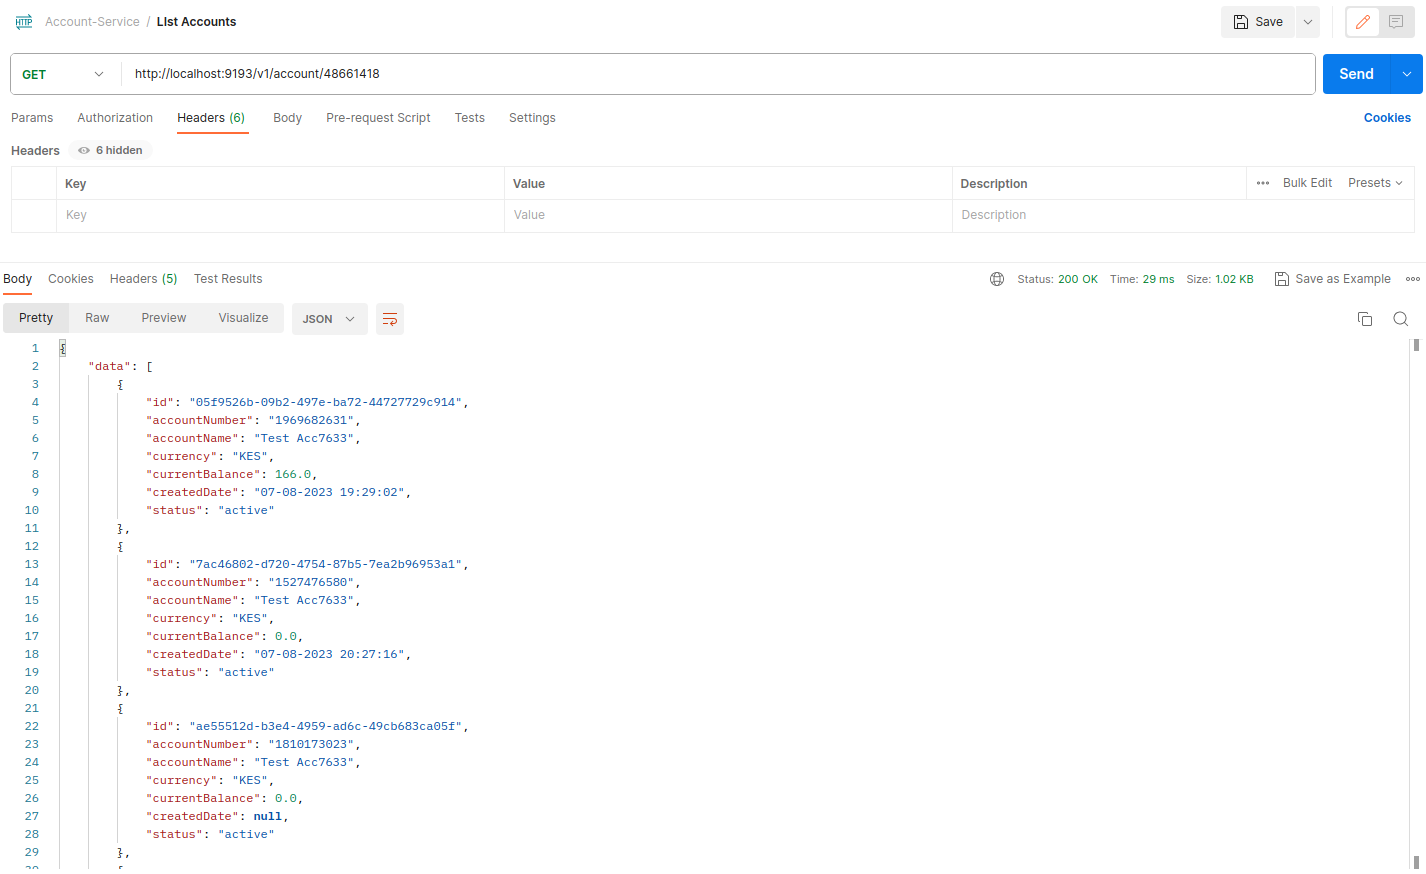 HTTP Account-Service / LIst Accounts Save
GET http://localhost:9193/v1/account/48661418 Send
Params Authorization Headers (6) Body Pre-request Script Tests Settings Cookies
Headers 6 hidden
Key Value Description Bulk Edit Presets
Key Value Description
Body Cookies Headers (5) Test Results Status: 200 OK Time: 29 ms Size: 1.02 KB Save as Example
Pretty Raw Preview Visualize JSON
1 {
2 "data": [
3 {
4 "id": "05f9526b-09b2-497e-ba72-44727729c914",
5 "accountNumber": "1969682631",
6 "accountName": "Test Acc7633",
7 "currency": "KES",
8 "currentBalance": 166.0,
9 "createdDate": "07-08-2023 19:29:02",
10 "status": "active"
11 },
12 {
13 "id": "7ac46802-d720-4754-87b5-7ea2b96953a1",
14 "accountNumber": "1527476580",
15 "accountName": "Test Acc7633",
16 "currency": "KES",
17 "currentBalance": 0.0,
18 "createdDate": "07-08-2023 20:27:16",
19 "status": "active"
20 },
21 {
22 "id": "ae55512d-b3e4-4959-ad6c-49cb683ca05f",
23 "accountNumber": "1810173023",
24 "accountName": "Test Acc7633",
25 "currency": "KES",
26 "currentBalance": 0.0,
27 "createdDate": null,
28 "status": "active"
29 },